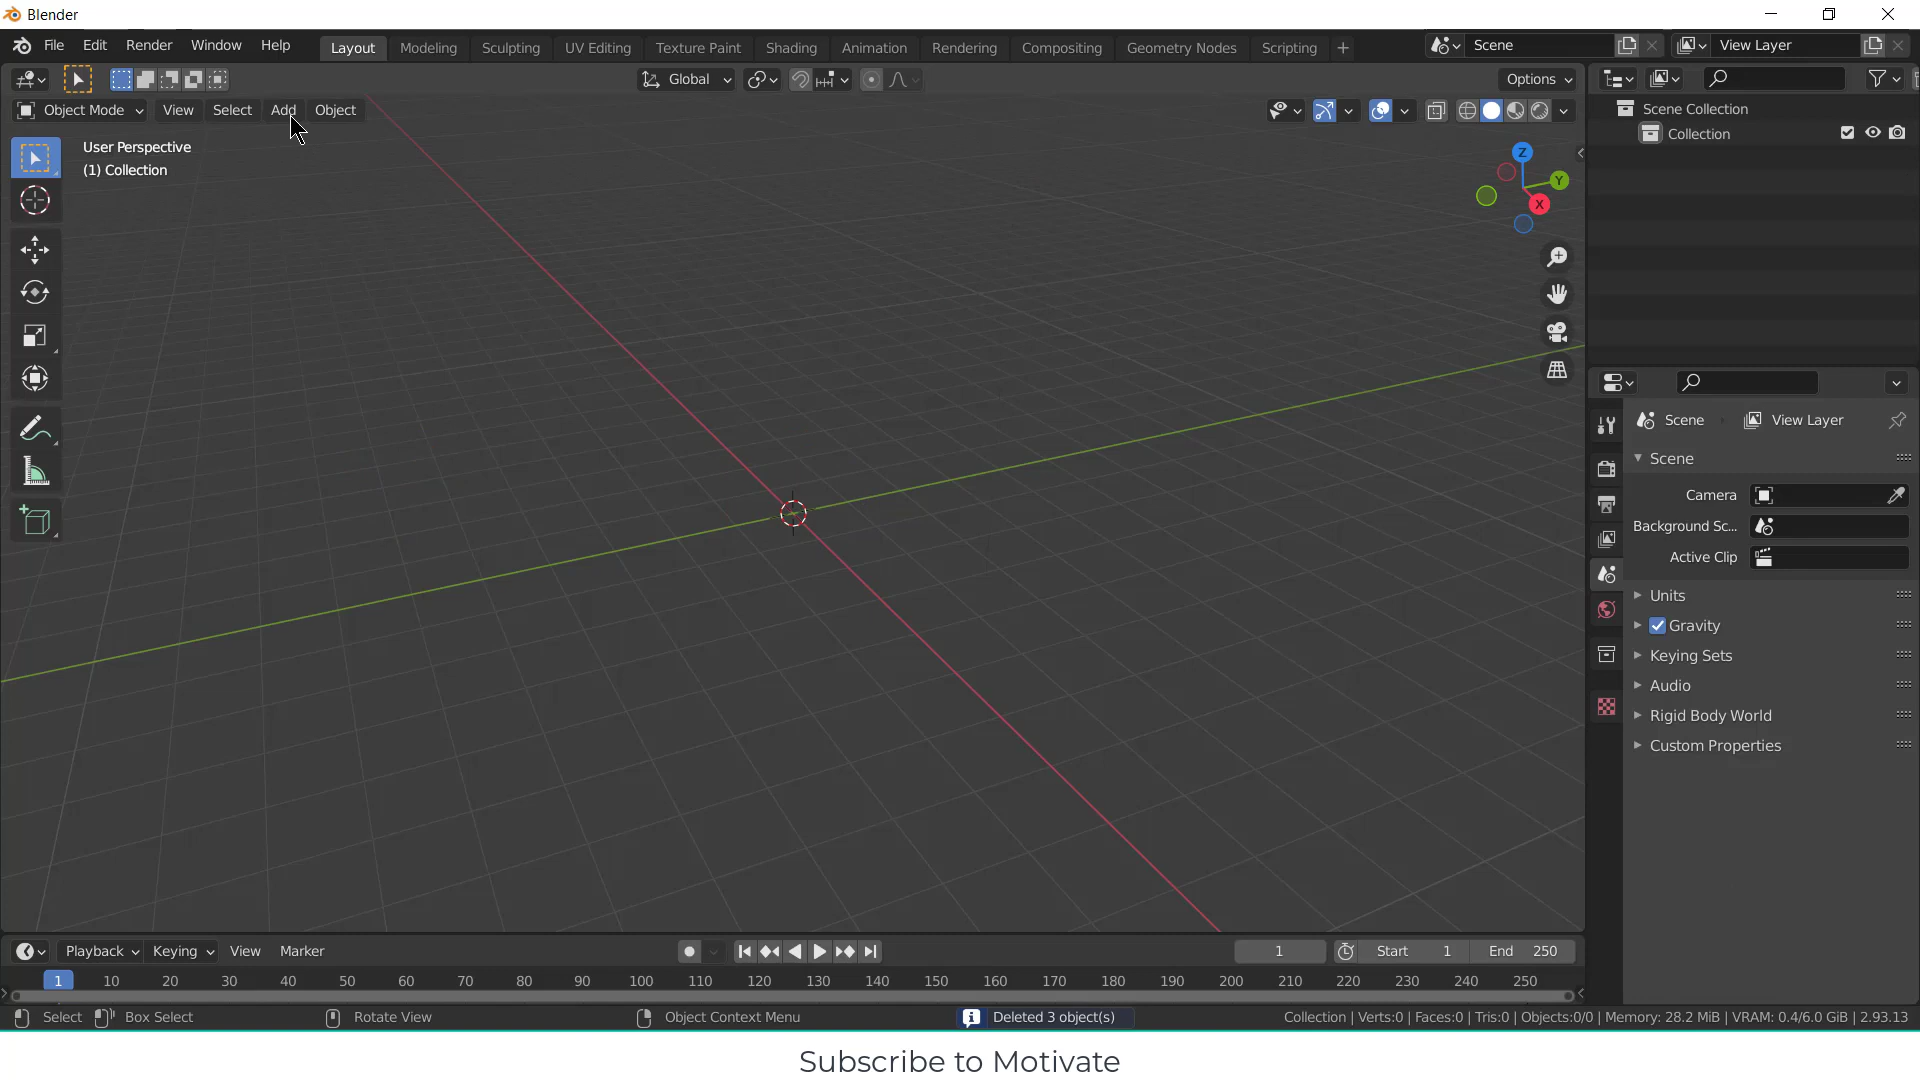 Blender
File Edit Render Window Help Layout Modeling Sculpting UV Editing Texture Paint Shading Animation Rendering Compositing Geometry Nodes Scripting + Scene View Layer
Global Options
Object Mode View Select Add Object
Scene Collection
Collection
User Perspective
(1) Collection
Z
Y
X
Scene View Layer
Scene
Camera
Background Sc...
Active Clip
Units
Gravity
Keying Sets
Audio
Rigid Body World
Custom Properties
Playback Keying View Marker 1 Start 1 End 250
1 10 20 30 40 50 60 70 80 90 100 110 120 130 140 150 160 170 180 190 200 210 220 230 240 250
Select Box Select Rotate View Object Context Menu Deleted 3 object(s) Collection | Verts:0 | Faces:0 | Tris:0 | Objects:0/0 | Memory: 28.2 MiB | VRAM: 0.4/6.0 GiB | 2.93.13
Subscribe to Motivate